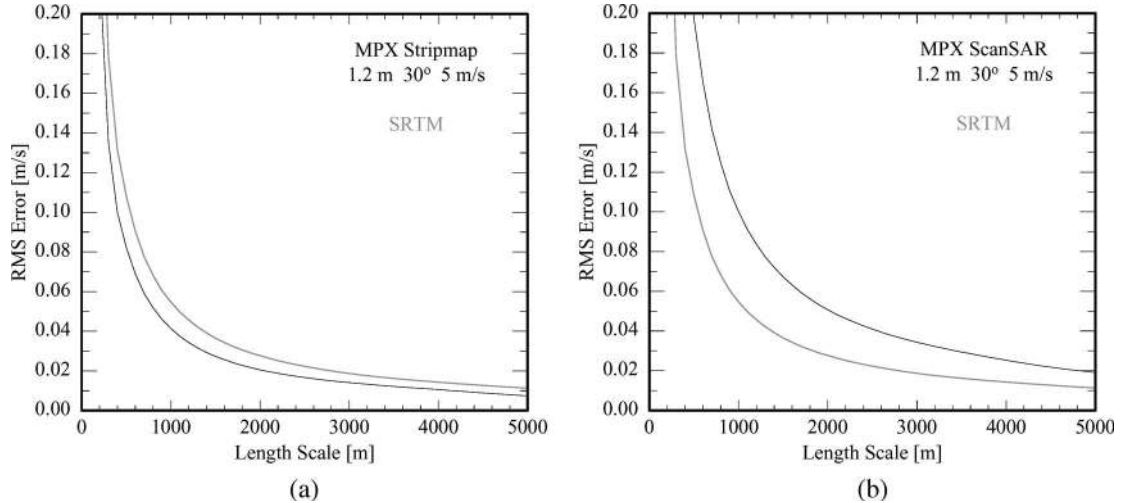 0.20
0.18
0.16
0.14
0.12
0.10
0.08
0.06
0.04
0.02
0.00
RMS Error [m/s]
MPX Stripmap
1.2 m 30º 5 m/s
SRTM
0 1000 2000 3000 4000 5000
Length Scale [m]
(a)
0.20
0.18
0.16
0.14
0.12
0.10
0.08
0.06
0.04
0.02
0.00
RMS Error [m/s]
MPX ScanSAR
1.2 m 30º 5 m/s
SRTM
0 1000 2000 3000 4000 5000
Length Scale [m]
(b)